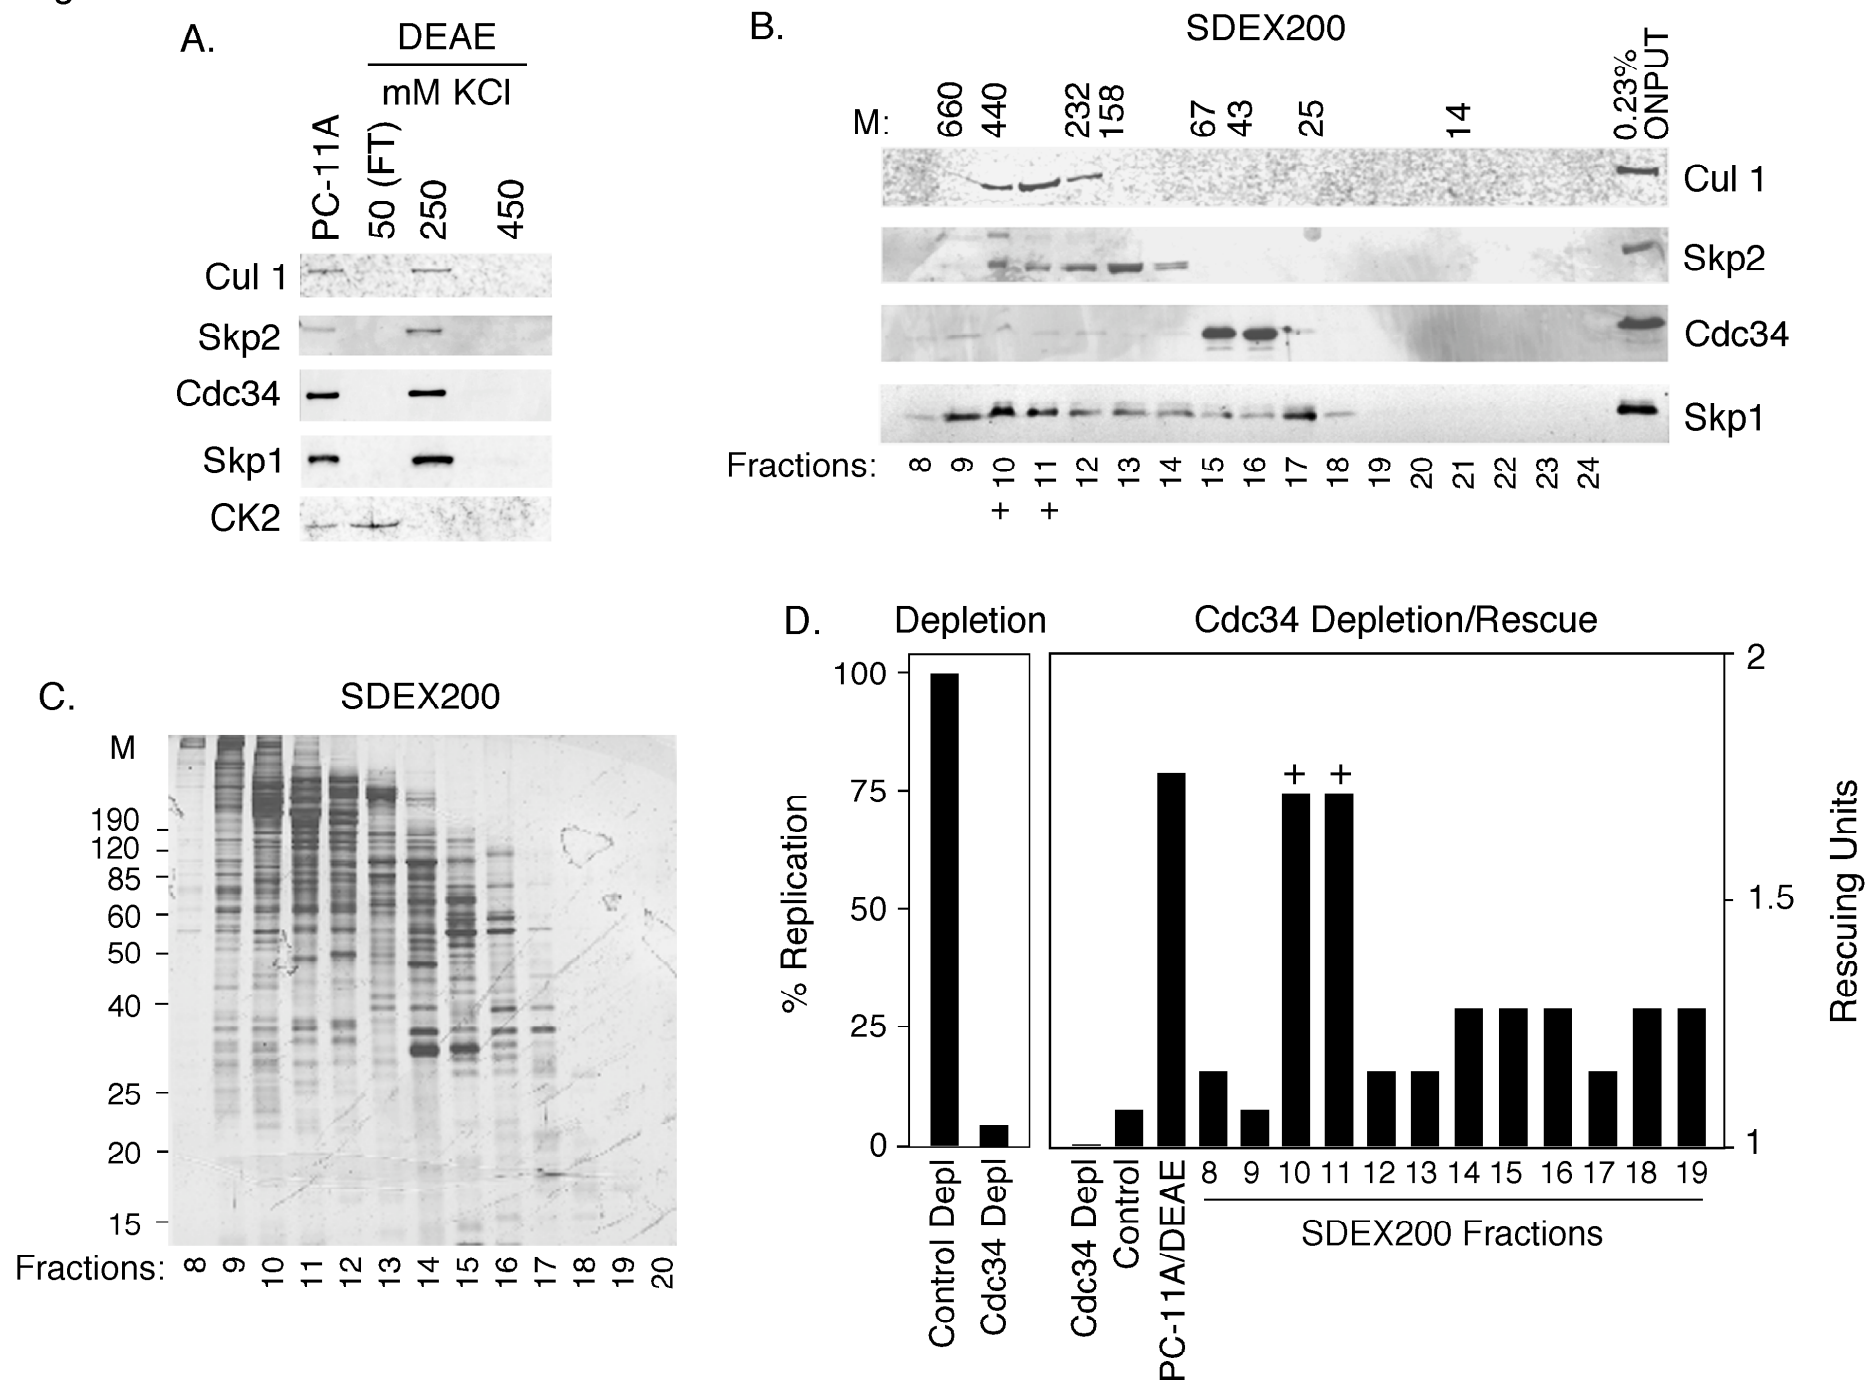 A.
DEAE
mM KCl
PC-11A
50 (FT)
250
450
Cul 1
Skp2
Cdc34
Skp1
CK2
B.
SDEX200
M: 660 440 232 158 67 43 25 14 0.23% ONPUT
Cul 1
Skp2
Cdc34
Skp1
Fractions: 8 9 10 11 12 13 14 15 16 17 18 19 20 21 22 23 24
+ +
C.
SDEX200
M
190
120
85
60
50
40
25
20
15
Fractions: 8 9 10 11 12 13 14 15 16 17 18 19 20
D.
Depletion
Cdc34 Depletion/Rescue
% Replication
100
75
50
25
0
Control Depl
Cdc34 Depl
+ +
2
1.5
1
Rescuing Units
Cdc34 Depl
Control
PC-11A/DEAE
8 9 10 11 12 13 14 15 16 17 18 19
SDEX200 Fractions